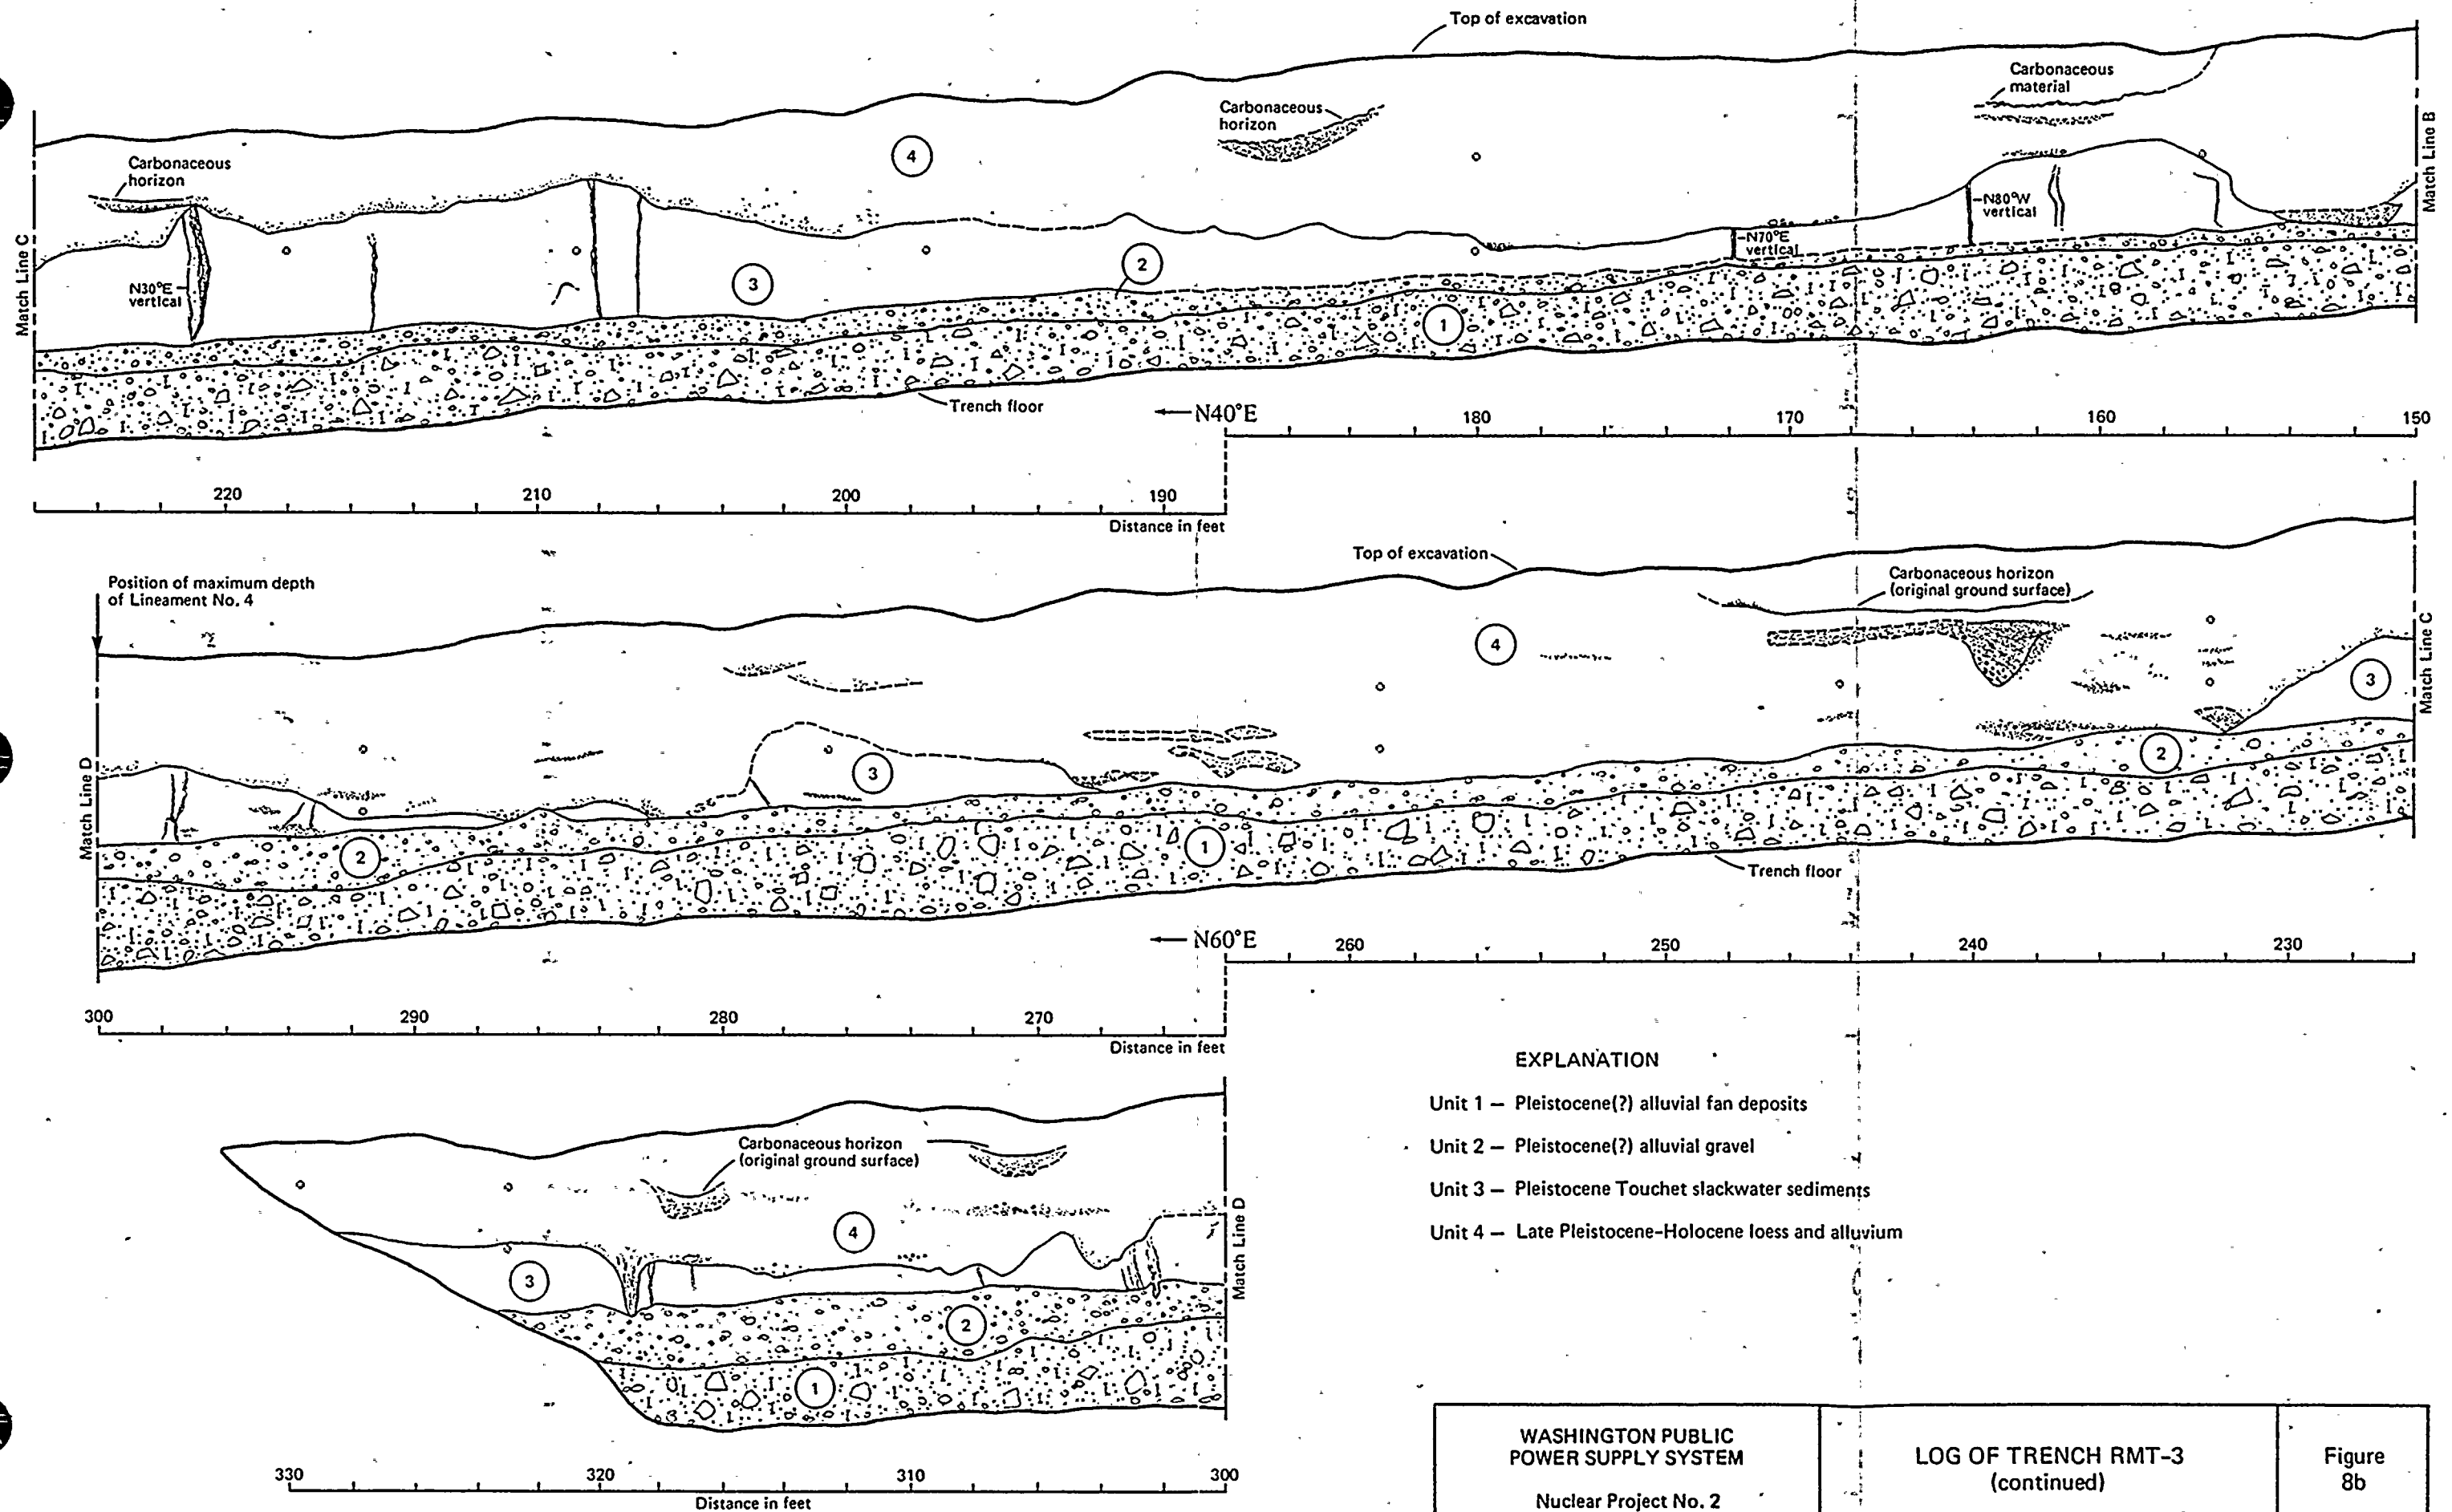 Top of excavation
Carbonaceous
material
Carbonaceous
horizon
4
Carbonaceous
horizon
Match Line B
N80°W
vertical
N70°E
vertical
2
3
N30°E
vertical
1
Match Line C
Trench floor
N40°E
180
170
160
150
220
210
200
190
Distance in feet
Top of excavation
Position of maximum depth
of Lineament No. 4
Carbonaceous horizon
(original ground surface)
4
Match Line C
3
2
3
Match Line D
2
1
Trench floor
N60°E
260
250
240
230
300
290
280
270
Distance in feet
EXPLANATION
Unit 1 — Pleistocene(?) alluvial fan deposits
Unit 2 — Pleistocene(?) alluvial gravel
Unit 3 — Pleistocene Touchet slackwater sediments
Unit 4 — Late Pleistocene-Holocene loess and alluvium
Carbonaceous horizon
(original ground surface)
4
Match Line D
3
2
1
330
320
310
300
Distance in feet
WASHINGTON PUBLIC
POWER SUPPLY SYSTEM
Nuclear Project No. 2
LOG OF TRENCH RMT-3
(continued)
Figure
8b